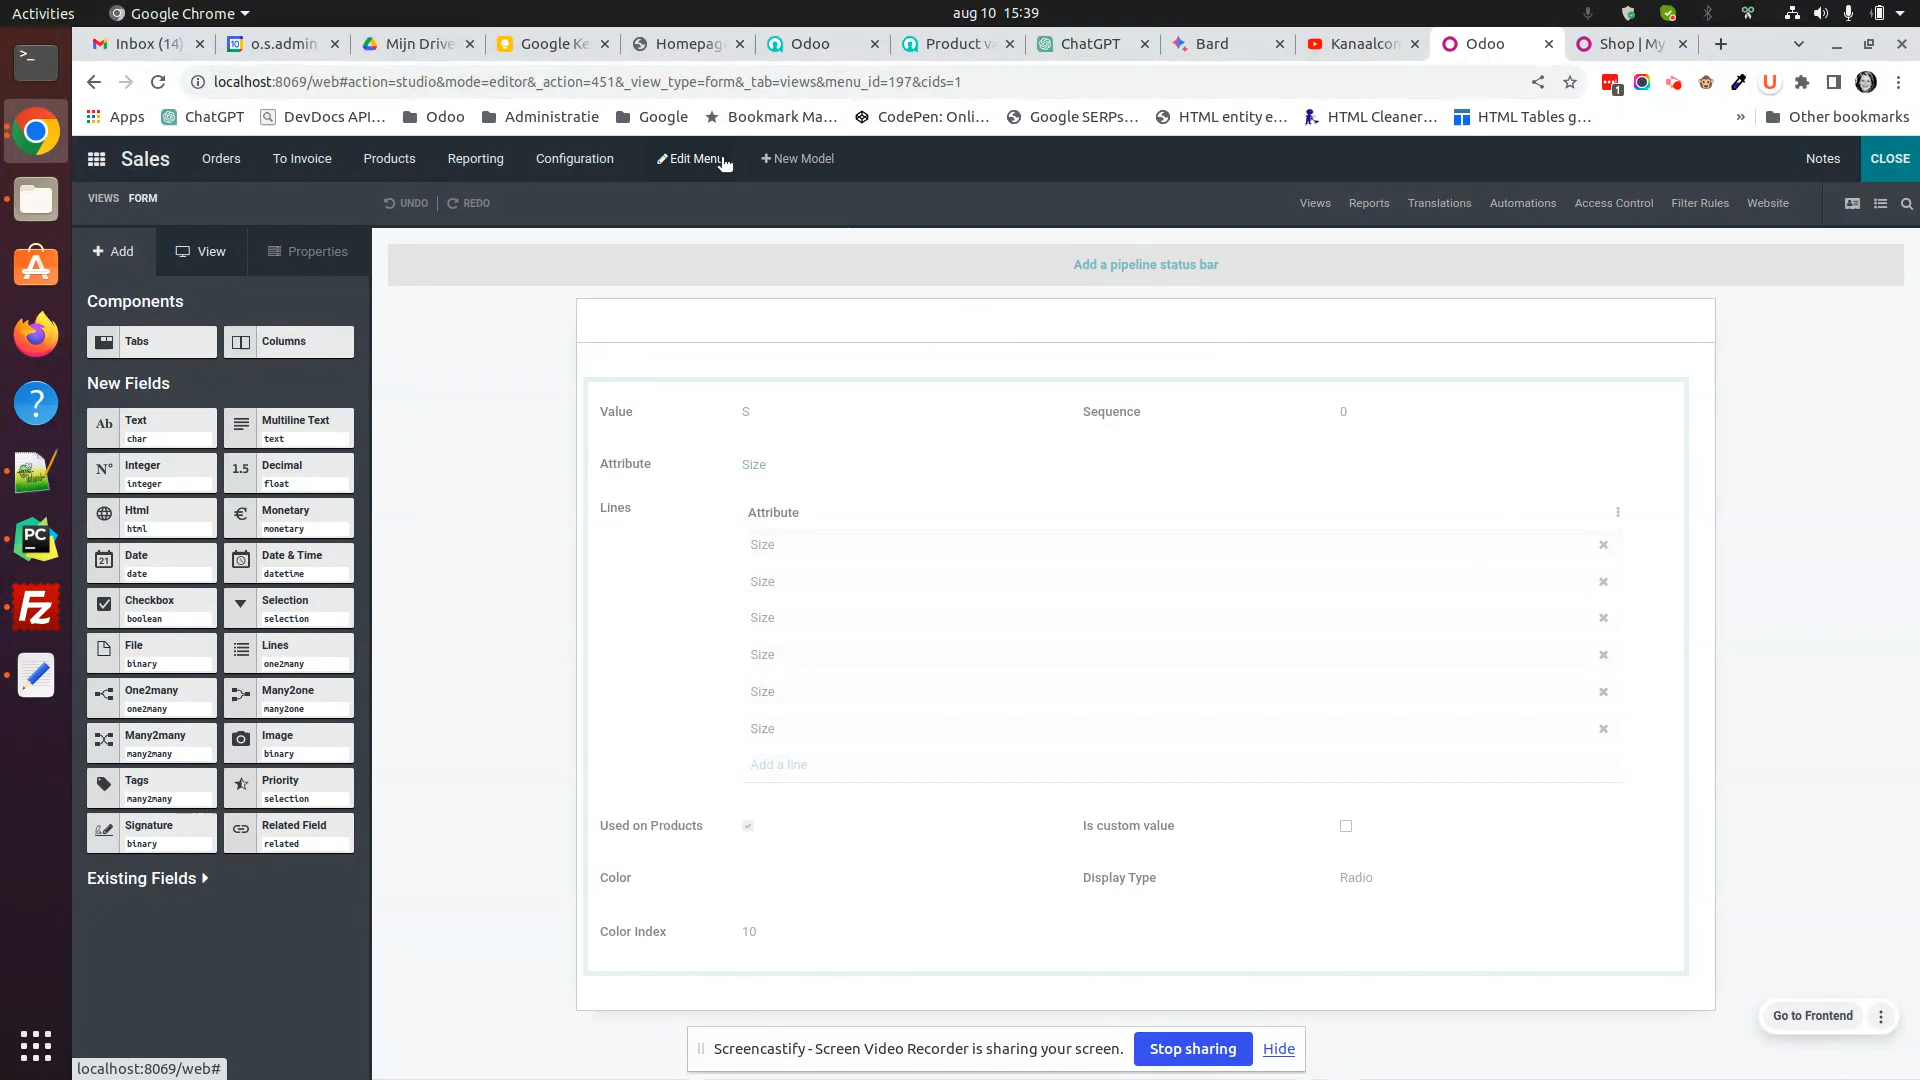 Activities
Google Chrome
aug 10 15:39
Inbox (14)
o.s.admin
Mijn Drive
Google Ke
Homepag
Odoo
Product v
ChatGPT
Bard
Kanaalcon
Odoo
Shop | My
localhost:8069/web#action=studio&mode=editor&_action=451&_view_type=form&_tab=views&menu_id=197&cids=1
1
Apps
ChatGPT
DevDocs API...
Odoo
Administratie
Google
Bookmark Ma...
CodePen: Onli...
Google SERPs...
HTML entity e...
HTML Cleaner...
HTML Tables g...
»
Other bookmarks
Sales
Orders
To Invoice
Products
Reporting
Configuration
Edit Menu
New Model
Notes
CLOSE
VIEWS FORM
UNDO
REDO
Views
Reports
Translations
Automations
Access Control
Filter Rules
Website
Add
View
Properties
Add a pipeline status bar
Components
Tabs
Columns
New Fields
Ab
Text
char
Multiline Text
text
N°
Integer
integer
1.5
Decimal
float
Html
html
€
Monetary
monetary
21
Date
date
Date & Time
datetime
Checkbox
boolean
Selection
selection
File
binary
Lines
one2many
One2many
one2many
Many2one
many2one
Many2many
many2many
Image
binary
Tags
many2many
Priority
selection
Signature
binary
Related Field
related
Existing Fields
Value
S
Sequence
0
Attribute
Size
Lines
Attribute
Size
Size
Size
Size
Size
Size
Add a line
Used on Products
Is custom value
Color
Display Type
Radio
Color Index
10
Go to Frontend
Screencastify - Screen Video Recorder is sharing your screen.
Stop sharing
Hide
localhost:8069/web#
PC
FZ